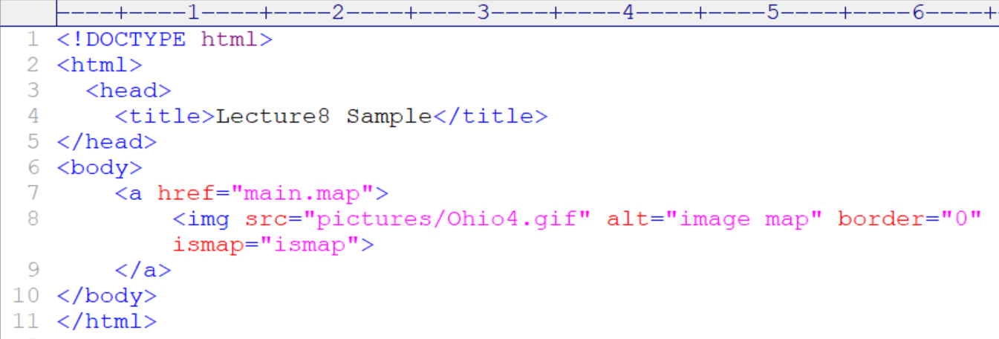 ----+----1----+----2----+----3----+----4----+----5----+----6----+-
1 <!DOCTYPE html>
2 <html>
3   <head>
4     <title>Lecture8 Sample</title>
5 </head>
6 <body>
7     <a href="main.map">
8         <img src="pictures/Ohio4.gif" alt="image map" border="0"
ismap="ismap">
9     </a>
10 </body>
11 </html>